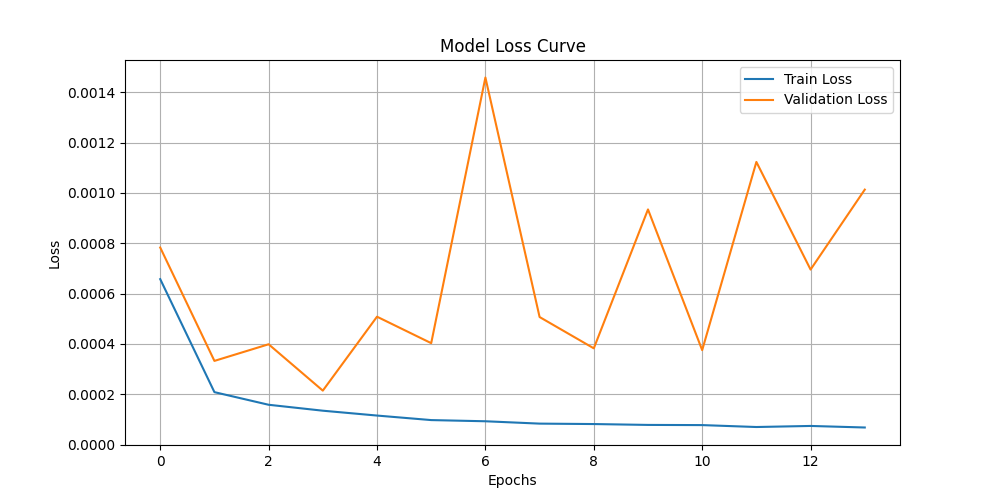 Model Loss Curve
Train Loss
Validation Loss
0.0014
0.0012
0.0010
0.0008
0.0006
0.0004
0.0002
0.0000
Loss
0 2 4 6 8 10 12
Epochs